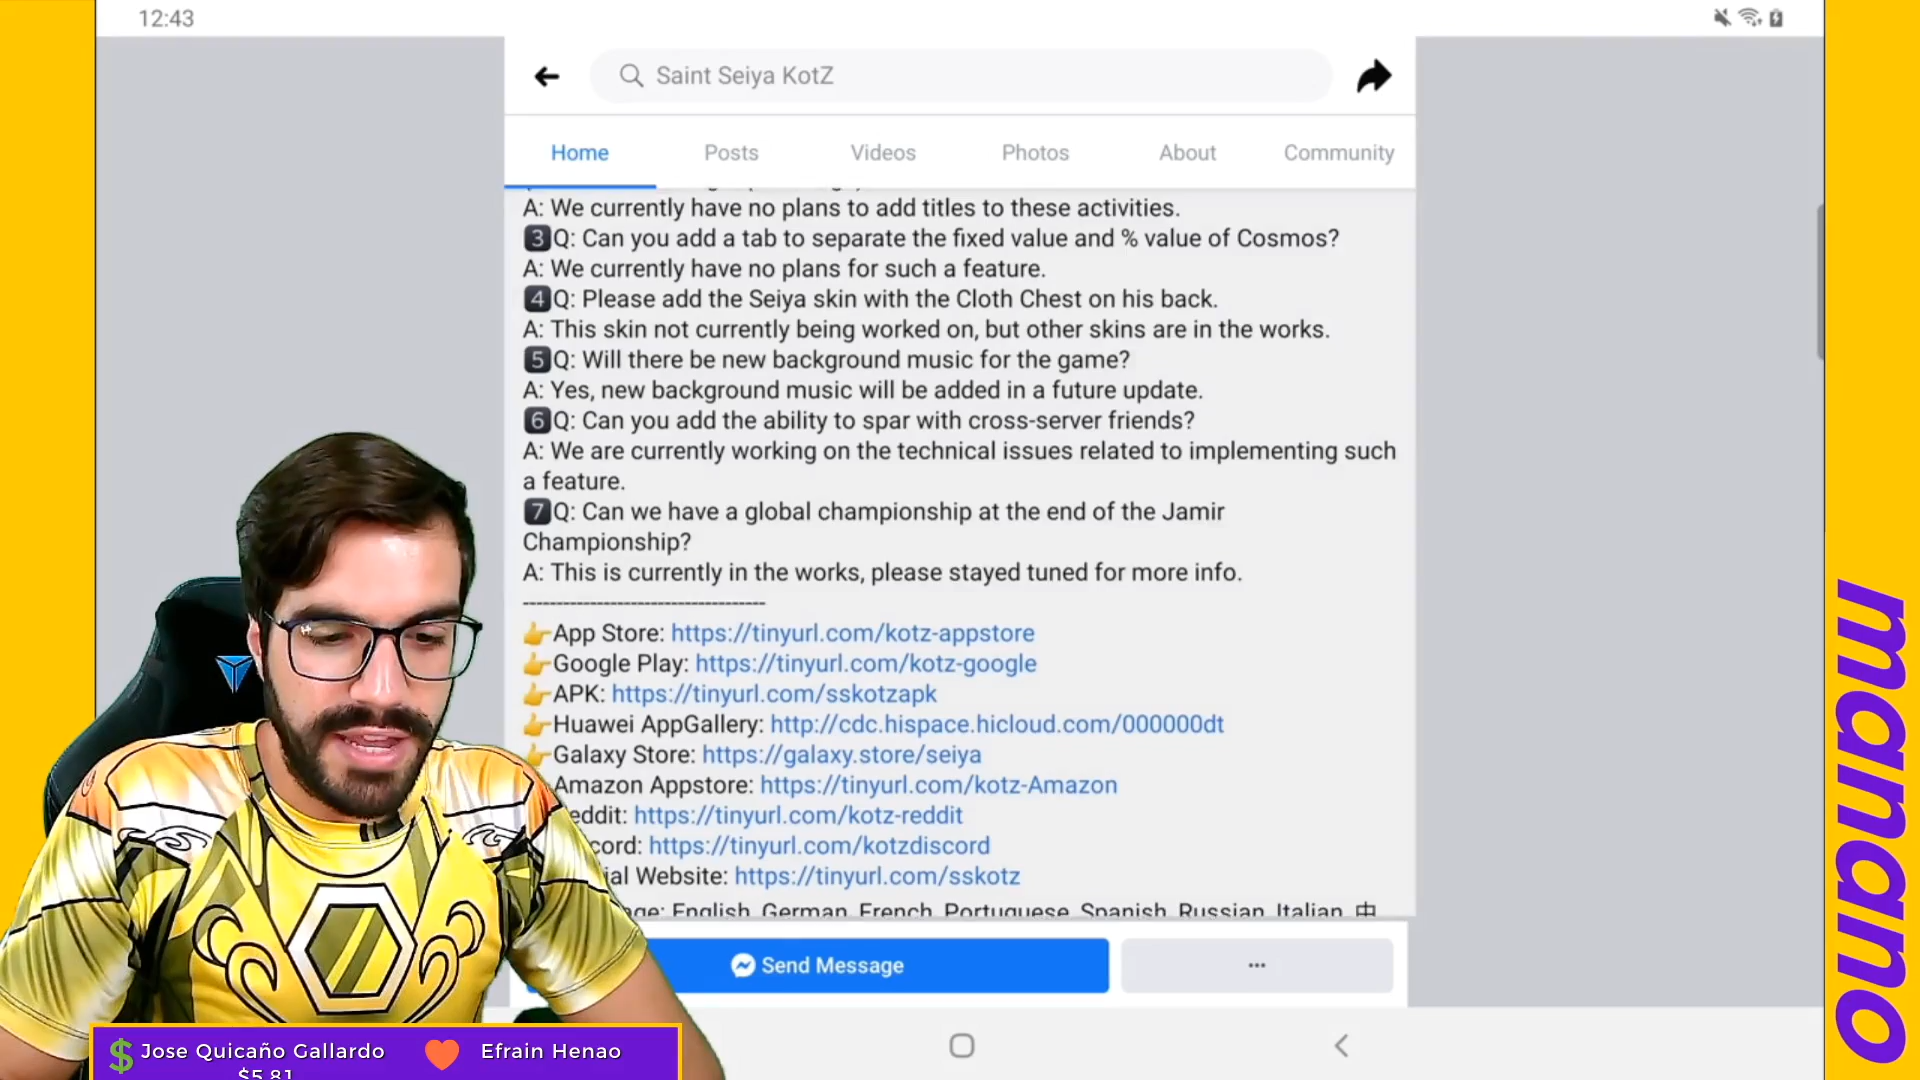 12:43
Saint Seiya KotZ
Home Posts Videos Photos About Community
A: We currently have no plans to add titles to these activities.
3 Q: Can you add a tab to separate the fixed value and % value of Cosmos?
A: We currently have no plans for such a feature.
4 Q: Please add the Seiya skin with the Cloth Chest on his back.
A: This skin not currently being worked on, but other skins are in the works.
5 Q: Will there be new background music for the game?
A: Yes, new background music will be added in a future update.
6 Q: Can you add the ability to spar with cross-server friends?
A: We are currently working on the technical issues related to implementing such
a feature.
7 Q: Can we have a global championship at the end of the Jamir
Championship?
A: This is currently in the works, please stayed tuned for more info.
------------------------------------
👉App Store: https://tinyurl.com/kotz-appstore
👉Google Play: https://tinyurl.com/kotz-google
👉APK: https://tinyurl.com/sskotzapk
👉Huawei AppGallery: http://cdc.hispace.hicloud.com/000000dt
👉Galaxy Store: https://galaxy.store/seiya
Amazon Appstore: https://tinyurl.com/kotz-Amazon
eddit: https://tinyurl.com/kotz-reddit
cord: https://tinyurl.com/kotzdiscord
ial Website: https://tinyurl.com/sskotz
ge: English, German, French, Portuguese, Spanish, Russian, Italian, 中
Send Message
...
manano
$ Jose Quicaño Gallardo
$5.81
Efrain Henao